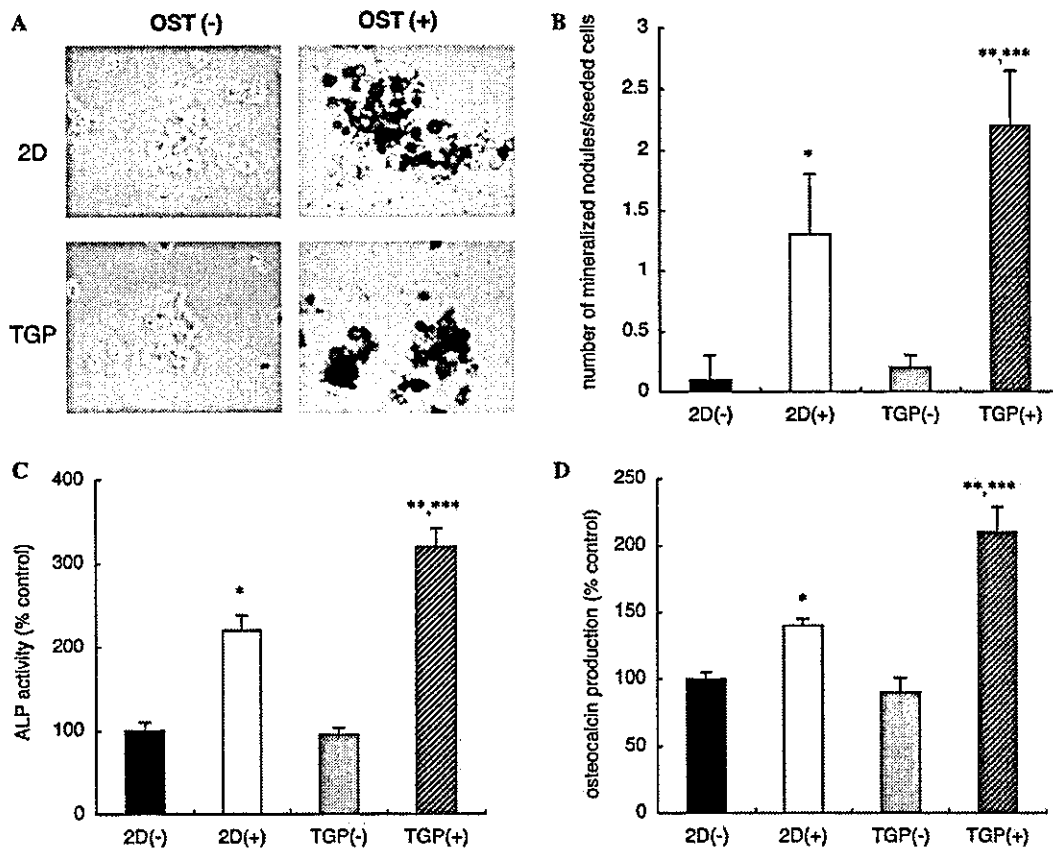 A
OST (-)
OST (+)
2D
TGP
B
number of mineralized nodules/seeded cells
3
2.5
2
1.5
1
0.5
0
*
**,***
2D(-)
2D(+)
TGP(-)
TGP(+)
C
ALP activity (% control)
400
300
200
100
0
*
**,***
2D(-)
2D(+)
TGP(-)
TGP(+)
D
osteocalcin production (% control)
250
200
150
100
50
0
*
**,***
2D(-)
2D(+)
TGP(-)
TGP(+)